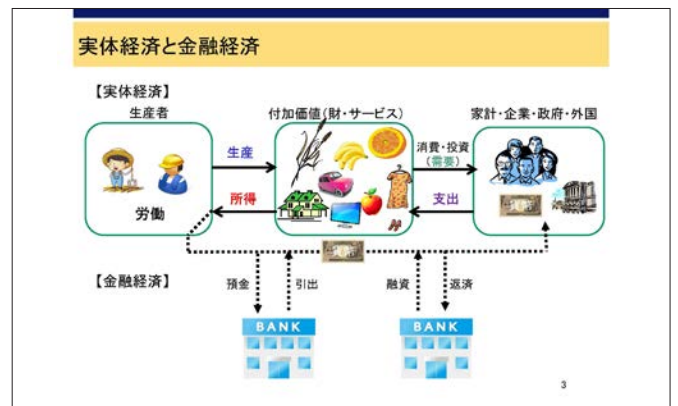 実体経済と金融経済
【実体経済】
生産者
付加価値(財・サービス)
家計・企業・政府・外国
生産
消費・投資
(需要)
所得
支出
労働
【金融経済】
預金
引出
融資
返済
BANK
BANK
3